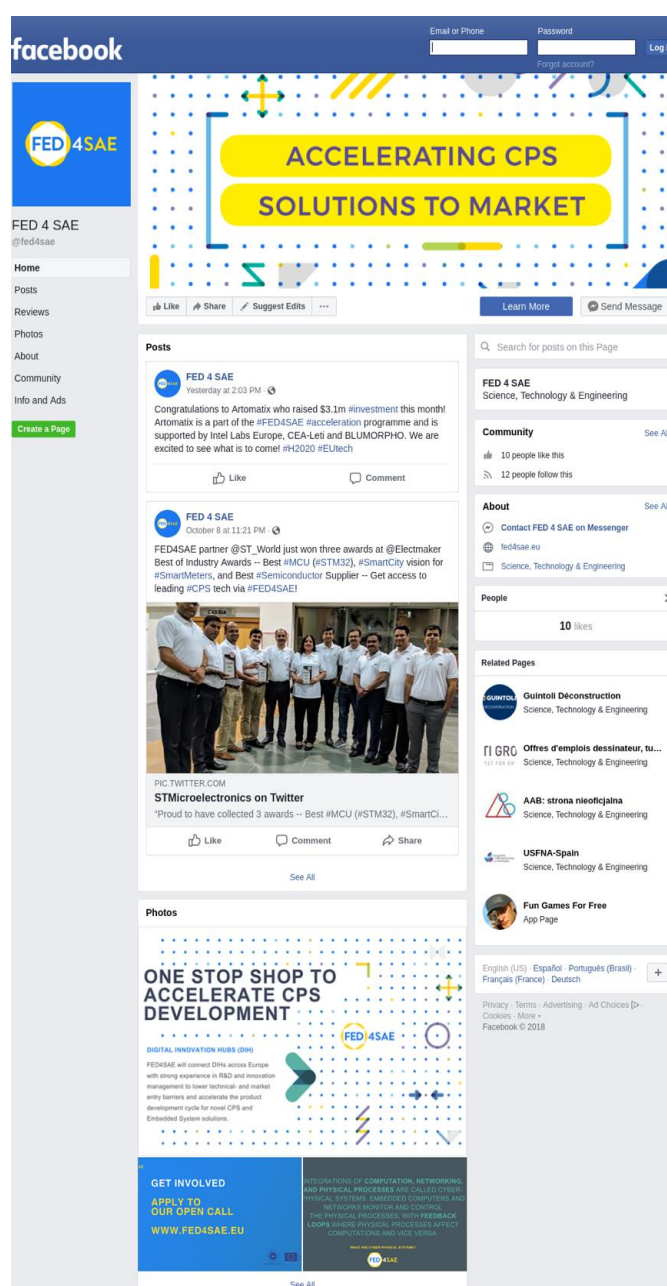 facebook
Email or Phone
Password
Forgot account?
Log
FED 4SAE
FED 4 SAE
@fed4sae
Home
Posts
Reviews
Photos
About
Community
Info and Ads
Create a Page
ACCELERATING CPS
SOLUTIONS TO MARKET
Like Share Suggest Edits ...
Learn More
Send Message
Posts
FED 4 SAE
Yesterday at 2:03 PM ·
Congratulations to Artomatix who raised $3.1m #investment this month!
Artomatix is a part of the #FED4SAE #acceleration programme and is
supported by Intel Labs Europe, CEA-Leti and BLUMORPHO. We are
excited to see what is to come! #H2020 #EUtech
Like Comment
FED 4 SAE
October 8 at 11:21 PM ·
FED4SAE partner @ST_World just won three awards at @Electmaker
Best of Industry Awards -- Best #MCU (#STM32), #SmartCity vision for
#SmartMeters, and Best #Semiconductor Supplier -- Get access to
leading #CPS tech via #FED4SAE!
CASSIA
PIC.TWITTER.COM
STMicroelectronics on Twitter
“Proud to have collected 3 awards -- Best #MCU (#STM32), #SmartCi...
Like Comment Share
See All
Photos
ONE STOP SHOP TO
ACCELERATE CPS
DEVELOPMENT
FED 4SAE
DIGITAL INNOVATION HUBS (DIH)
FED4SAE will connect DIHs across Europe
with strong experience in R&D and innovation
management to lower technical- and market
entry barriers and accelerate the product
development cycle for novel CPS and
Embedded System solutions.
GET INVOLVED
APPLY TO
OUR OPEN CALL
WWW.FED4SAE.EU
INTEGRATIONS OF COMPUTATION, NETWORKING,
AND PHYSICAL PROCESSES ARE CALLED CYBER-
PHYSICAL SYSTEMS. EMBEDDED COMPUTERS AND
NETWORKS MONITOR AND CONTROL
THE PHYSICAL PROCESSES, WITH FEEDBACK
LOOPS WHERE PHYSICAL PROCESSES AFFECT
COMPUTATIONS AND VICE VERSA.
WHAT ARE CYBER-PHYSICAL SYSTEMS?
FED 4SAE
See All
Search for posts on this Page
FED 4 SAE
Science, Technology & Engineering
Community
See Al
10 people like this
12 people follow this
About
See Al
Contact FED 4 SAE on Messenger
fed4sae.eu
Science, Technology & Engineering
People
10 likes
Related Pages
GUINTOLI
Guintoli Déconstruction
Science, Technology & Engineering
TI GRO
Offres d'emplois dessinateur, tu...
Science, Technology & Engineering
AAB: strona nieoficjalna
Science, Technology & Engineering
USFNA-Spain
Science, Technology & Engineering
Fun Games For Free
App Page
English (US) · Español · Português (Brasil) ·
Français (France) · Deutsch
+
Privacy · Terms · Advertising · Ad Choices ·
Cookies · More
Facebook © 2018